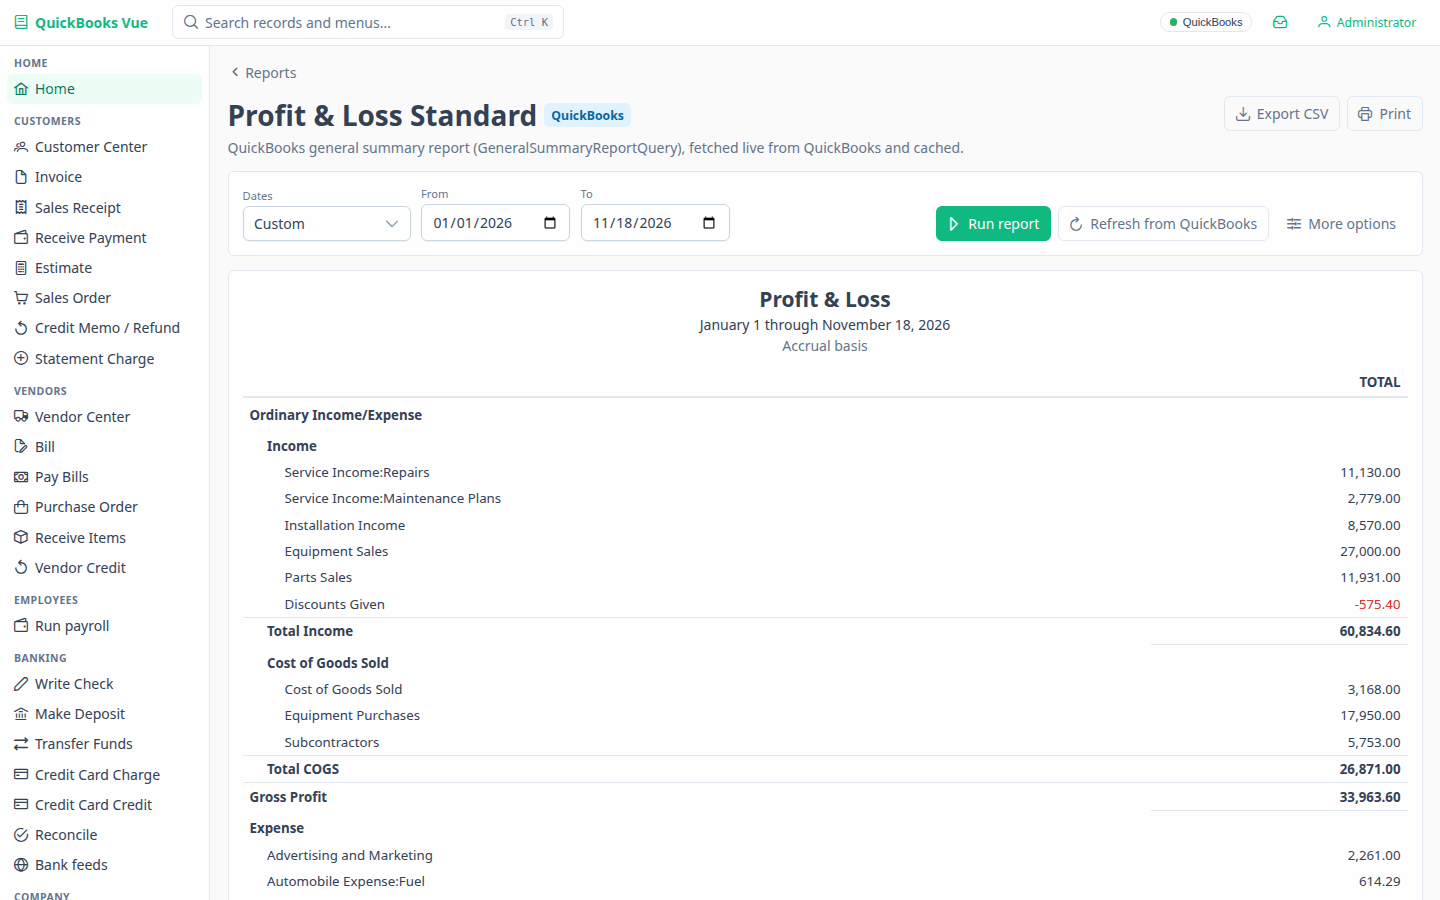 QuickBooks Vue
Search records and menus...
Ctrl K
QuickBooks
Administrator
HOME
Home
CUSTOMERS
Customer Center
Invoice
Sales Receipt
Receive Payment
Estimate
Sales Order
Credit Memo / Refund
Statement Charge
VENDORS
Vendor Center
Bill
Pay Bills
Purchase Order
Receive Items
Vendor Credit
EMPLOYEES
Run payroll
BANKING
Write Check
Make Deposit
Transfer Funds
Credit Card Charge
Credit Card Credit
Reconcile
Bank feeds
COMPANY
Reports
Profit & Loss Standard QuickBooks
Export CSV
Print
QuickBooks general summary report (GeneralSummaryReportQuery), fetched live from QuickBooks and cached.
Dates
From
To
Custom
01/01/2026
11/18/2026
Run report
Refresh from QuickBooks
More options
Profit & Loss
January 1 through November 18, 2026
Accrual basis
TOTAL
Ordinary Income/Expense
Income
Service Income:Repairs 11,130.00
Service Income:Maintenance Plans 2,779.00
Installation Income 8,570.00
Equipment Sales 27,000.00
Parts Sales 11,931.00
Discounts Given -575.40
Total Income 60,834.60
Cost of Goods Sold
Cost of Goods Sold 3,168.00
Equipment Purchases 17,950.00
Subcontractors 5,753.00
Total COGS 26,871.00
Gross Profit 33,963.60
Expense
Advertising and Marketing 2,261.00
Automobile Expense:Fuel 614.29